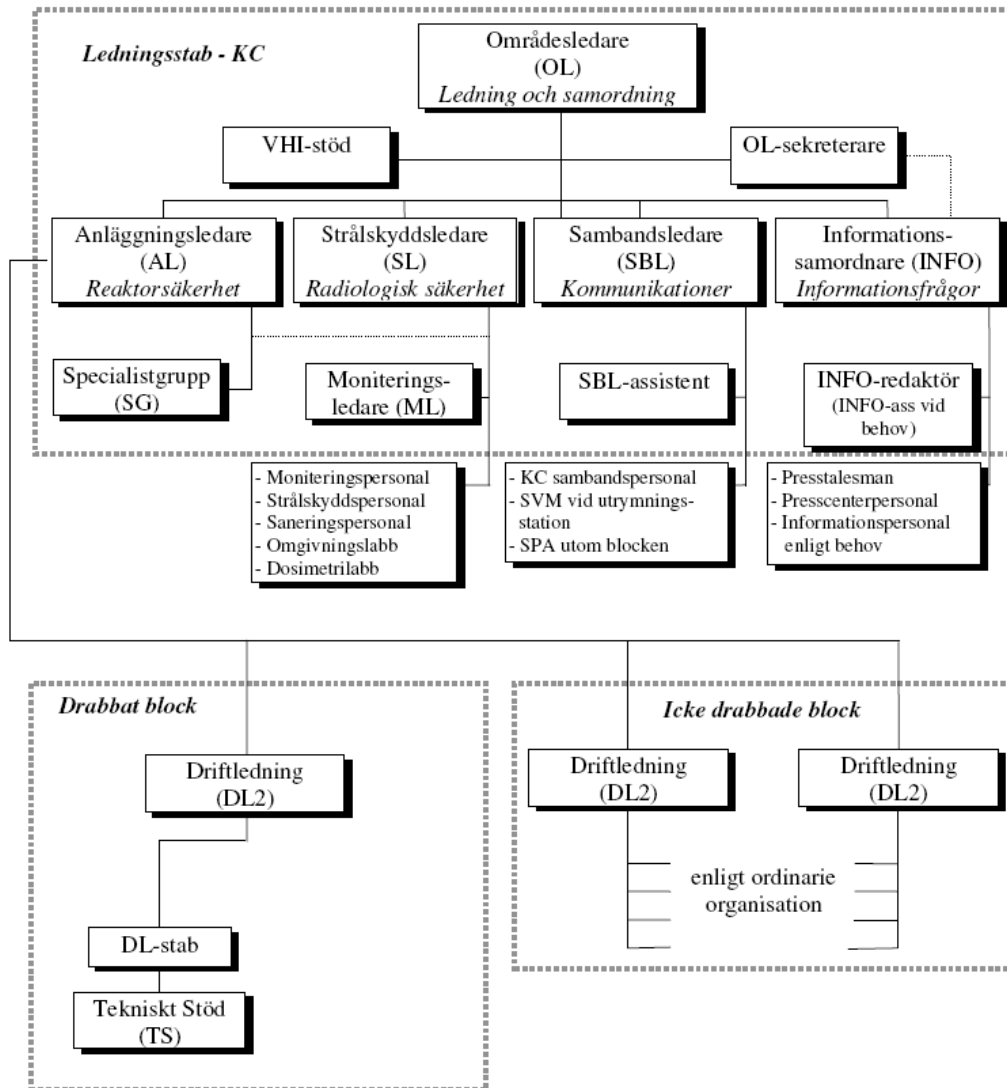 Ledningsstab - KC
Områdesledare
(OL)
Ledning och samordning
VHI-stöd
OL-sekreterare
Anläggningsledare
(AL)
Reaktorsäkerhet
Strålskyddsledare
(SL)
Radiologisk säkerhet
Sambandsledare
(SBL)
Kommunikationer
Informations-
samordnare (INFO)
Informationsfrågor
Specialistgrupp
(SG)
Moniterings-
ledare (ML)
SBL-assistent
INFO-redaktör
(INFO-ass vid
behov)
- Moniteringspersonal
- Strålskyddspersonal
- Saneringspersonal
- Omgivningslabb
- Dosimetrilabb
- KC sambandspersonal
- SVM vid utrymnings-
station
- SPA utom blocken
- Presstalesman
- Presscenterpersonal
- Informationspersonal
enligt behov
Drabbat block
Driftledning
(DL2)
DL-stab
Tekniskt Stöd
(TS)
Icke drabbade block
Driftledning
(DL2)
Driftledning
(DL2)
enligt ordinarie
organisation